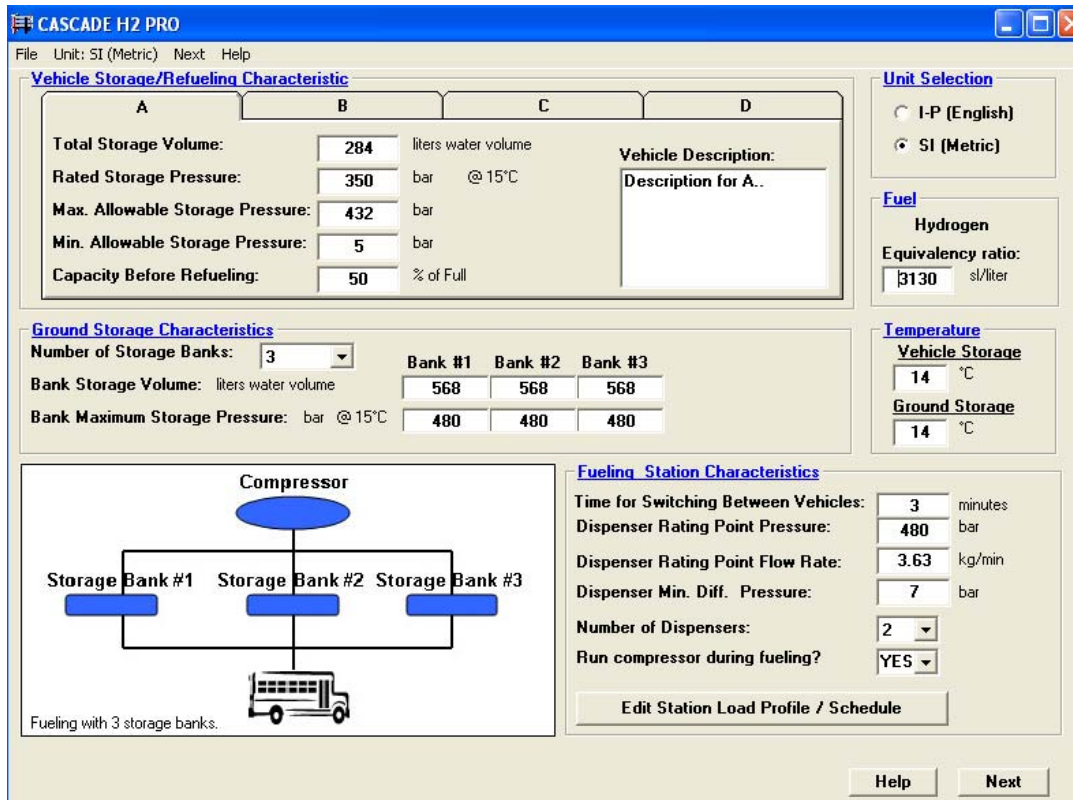 CASCADE H2 PRO
File Unit: SI (Metric) Next Help
Vehicle Storage/Refueling Characteristic
A B C D
Total Storage Volume: 284 liters water volume
Rated Storage Pressure: 350 bar @ 15°C
Max. Allowable Storage Pressure: 432 bar
Min. Allowable Storage Pressure: 5 bar
Capacity Before Refueling: 50 % of Full
Vehicle Description:
Description for A..
Unit Selection
I-P (English)
SI (Metric)
Fuel
Hydrogen
Equivalency ratio:
3130 sl/liter
Ground Storage Characteristics
Number of Storage Banks: 3
Bank #1 Bank #2 Bank #3
Bank Storage Volume: liters water volume 568 568 568
Bank Maximum Storage Pressure: bar @ 15°C 480 480 480
Temperature
Vehicle Storage
14 °C
Ground Storage
14 °C
Compressor
Storage Bank #1 Storage Bank #2 Storage Bank #3
Fueling with 3 storage banks.
Fueling Station Characteristics
Time for Switching Between Vehicles: 3 minutes
Dispenser Rating Point Pressure: 480 bar
Dispenser Rating Point Flow Rate: 3.63 kg/min
Dispenser Min. Diff. Pressure: 7 bar
Number of Dispensers: 2
Run compressor during fueling? YES
Edit Station Load Profile / Schedule
Help Next